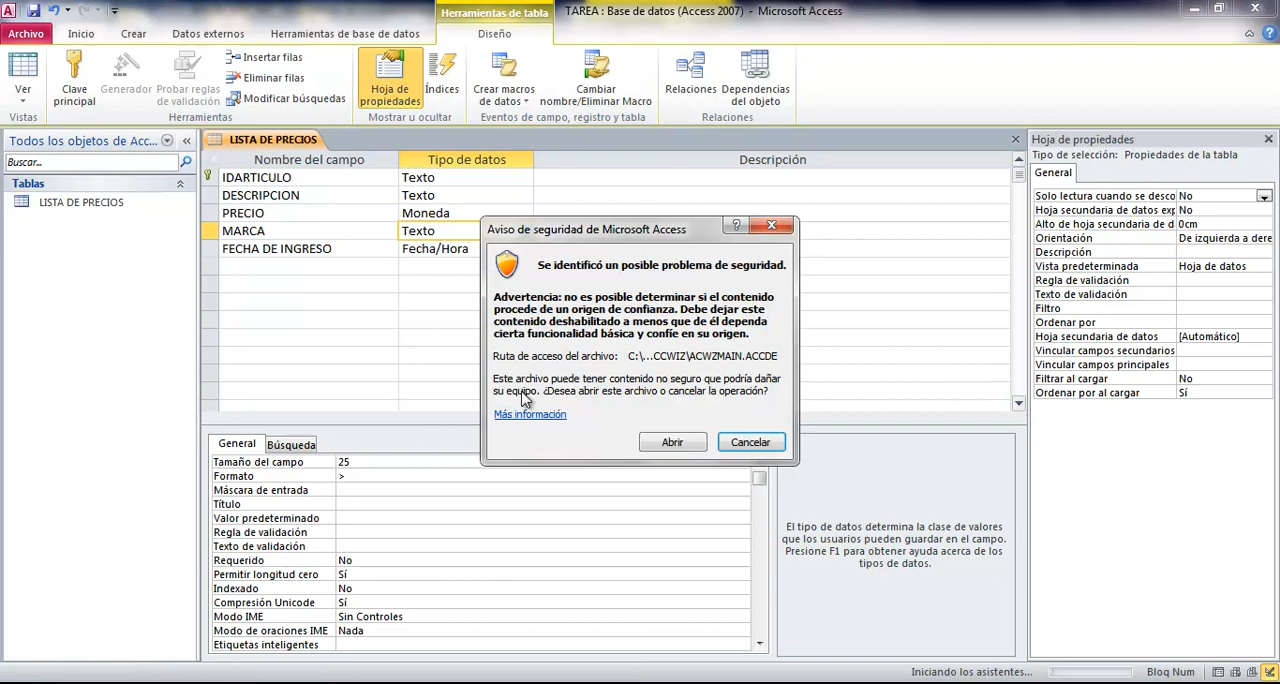 Herramientas de tabla
TAREA : Base de datos (Access 2007) - Microsoft Access
Archivo Inicio Crear Datos externos Herramientas de base de datos Diseño
Ver
Vistas
Clave principal
Generador
Probar reglas de validación
Insertar filas
Eliminar filas
Modificar búsquedas
Herramientas
Hoja de propiedades
Índices
Mostrar u ocultar
Crear macros de datos
Cambiar nombre/Eliminar Macro
Eventos de campo, registro y tabla
Relaciones
Dependencias del objeto
Relaciones
Todos los objetos de Acc...
Buscar...
Tablas
LISTA DE PRECIOS
LISTA DE PRECIOS
Nombre del campo Tipo de datos Descripción
IDARTICULO Texto
DESCRIPCION Texto
PRECIO Moneda
MARCA Texto
FECHA DE INGRESO Fecha/Hora
Aviso de seguridad de Microsoft Access
Se identificó un posible problema de seguridad.
Advertencia: no es posible determinar si el contenido
procede de un origen de confianza. Debe dejar este
contenido deshabilitado a menos que de él dependa
cierta funcionalidad básica y confíe en su origen.
Ruta de acceso del archivo: C:\...CCWIZ\ACWZMAIN.ACCDE
Este archivo puede tener contenido no seguro que podría dañar
su equipo. ¿Desea abrir este archivo o cancelar la operación?
Más información
Abrir Cancelar
General Búsqueda
Tamaño del campo 25
Formato >
Máscara de entrada
Título
Valor predeterminado
Regla de validación
Texto de validación
Requerido No
Permitir longitud cero Sí
Indexado No
Compresión Unicode Sí
Modo IME Sin Controles
Modo de oraciones IME Nada
Etiquetas inteligentes
El tipo de datos determina la clase de valores
que los usuarios pueden guardar en el campo.
Presione F1 para obtener ayuda acerca de los
tipos de datos.
Hoja de propiedades
Tipo de selección: Propiedades de la tabla
General
Solo lectura cuando se desco No
Hoja secundaria de datos exp No
Alto de hoja secundaria de d 0cm
Orientación De izquierda a dere
Descripción
Vista predeterminada Hoja de datos
Regla de validación
Texto de validación
Filtro
Ordenar por
Hoja secundaria de datos [Automático]
Vincular campos secundarios
Vincular campos principales
Filtrar al cargar No
Ordenar por al cargar Sí
Iniciando los asistentes... Bloq Num